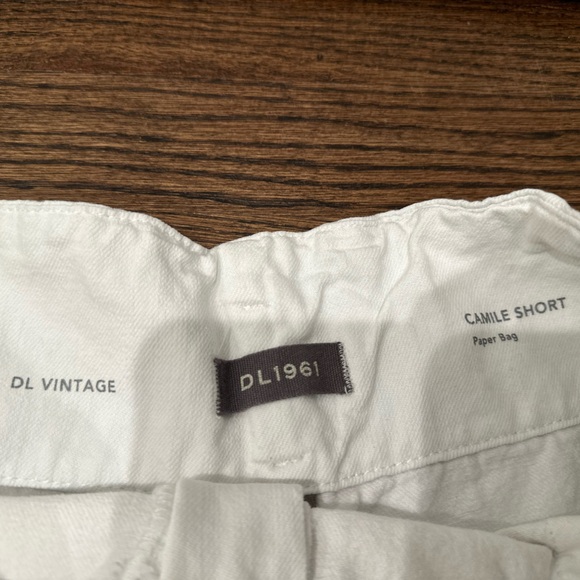 DL VINTAGE
DL1961
CAMILE SHORT
Paper Bag